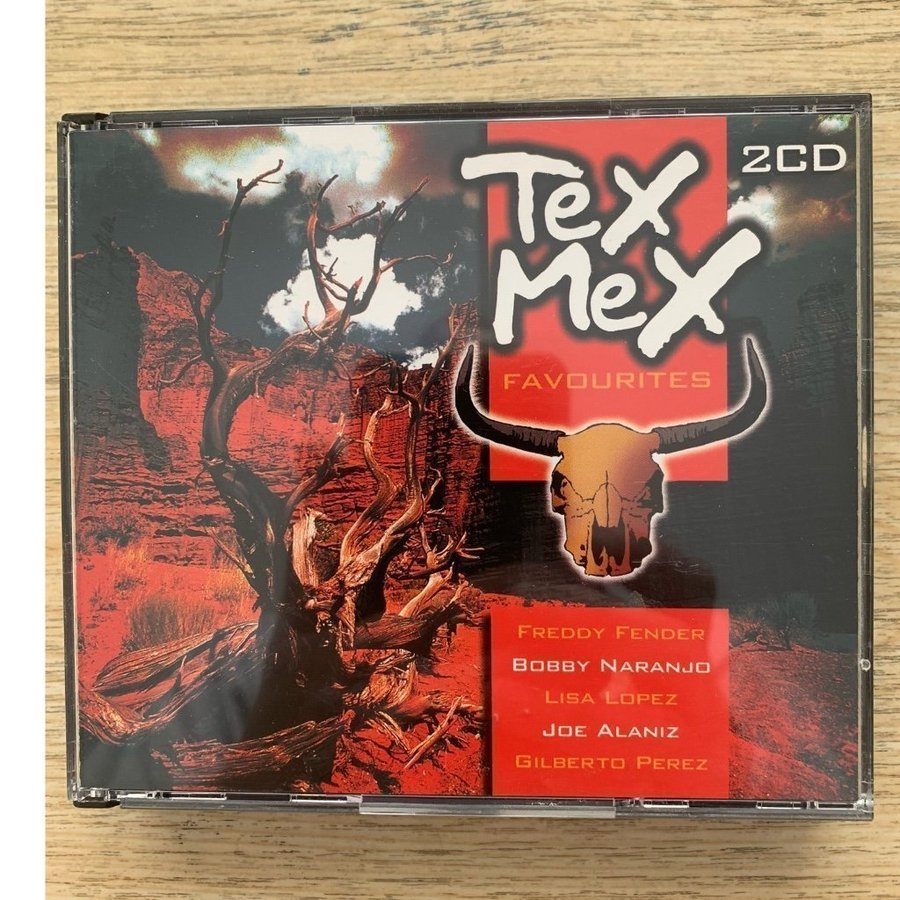 Tex
Mex
2CD
FAVOURITES
FREDDY FENDER
BOBBY NARANJO
LISA LOPEZ
JOE ALANIZ
GILBERTO PEREZ